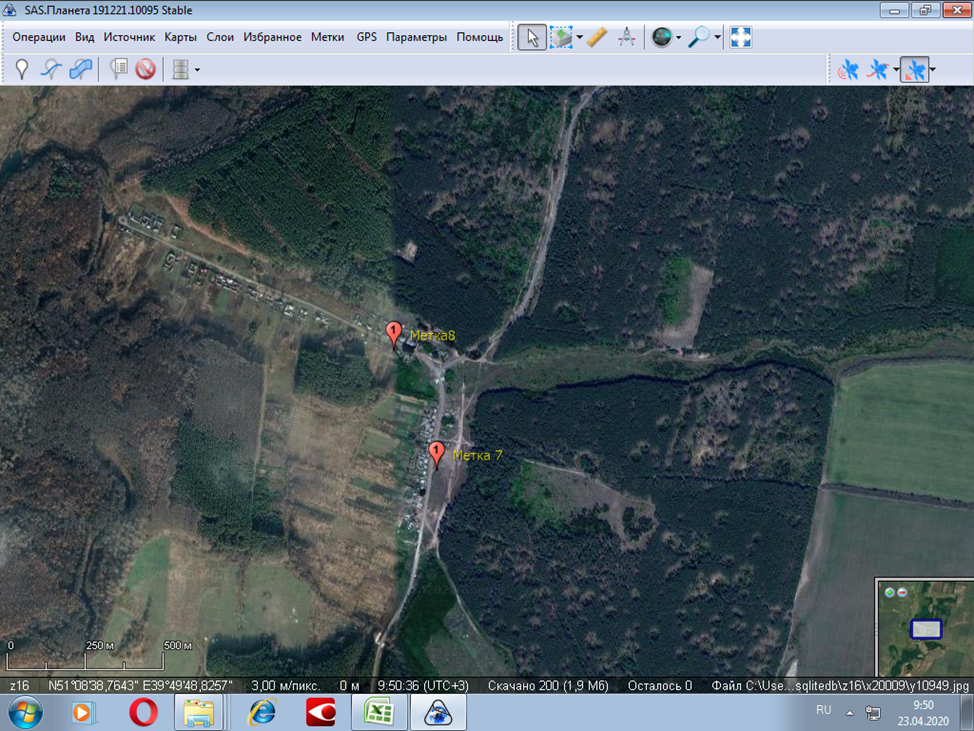 SAS.Планета 191221.10095 Stable
Операции Вид Источник Карты Слои Избранное Метки GPS Параметры Помощь
1 Метка8
1 Метка 7
0 250 м 500 м
z16 N51°08'38,7643" E39°49'48,8257" 3,00 м/пикс. 0 м 9:50:36 (UTC+3) Скачано 200 (1,9 Мб) Осталось 0 Файл C:\Use...sqlitedb\z16\x20009\y10949.jpg
RU
9:50
23.04.2020